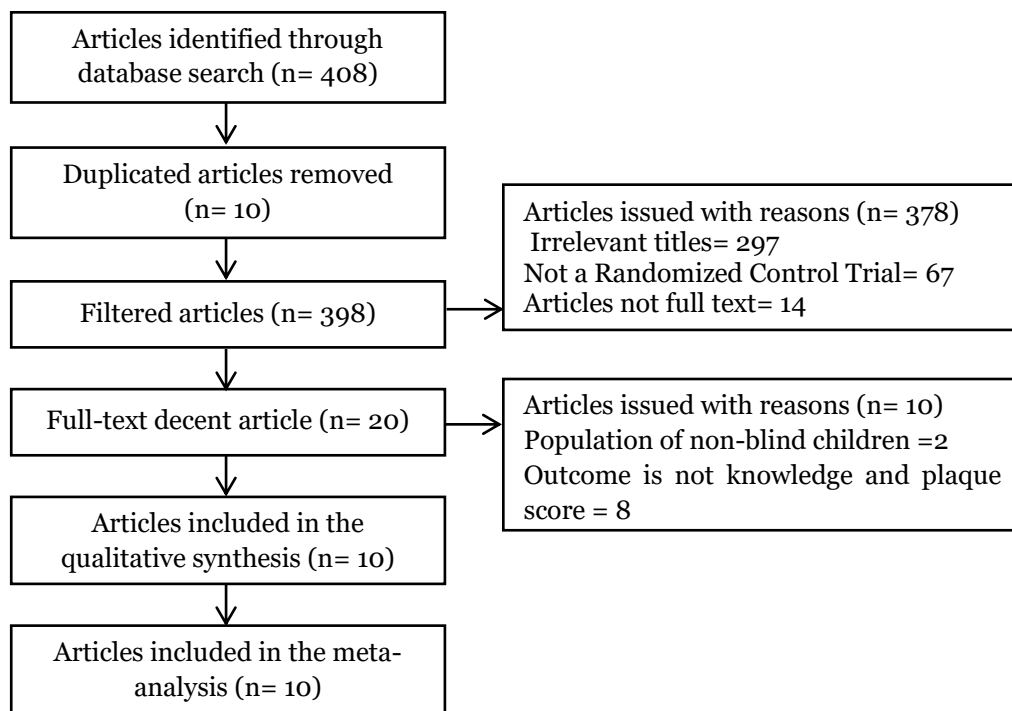 Articles identified through
database search (n= 408)
Duplicated articles removed
(n= 10)
Articles issued with reasons (n= 378)
Irrelevant titles= 297
Not a Randomized Control Trial= 67
Articles not full text= 14
Filtered articles (n= 398)
Full-text decent article (n= 20)
Articles issued with reasons (n= 10)
Population of non-blind children =2
Outcome is not knowledge and plaque
score = 8
Articles included in the
qualitative synthesis (n= 10)
Articles included in the meta-
analysis (n= 10)